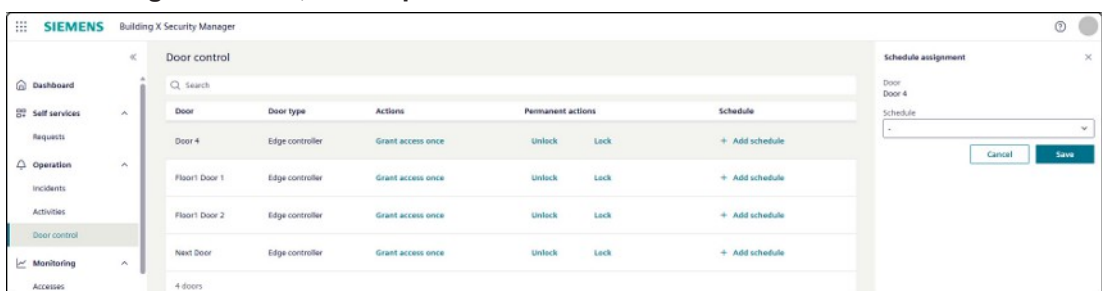 SIEMENS Building X Security Manager
Door control
Search
Door Door type Actions Permanent actions Schedule
Door 4 Edge controller Grant access once Unlock Lock + Add schedule
Floor1 Door 1 Edge controller Grant access once Unlock Lock + Add schedule
Floor1 Door 2 Edge controller Grant access once Unlock Lock + Add schedule
Next Door Edge controller Grant access once Unlock Lock + Add schedule
4 doors
Dashboard
Self services
Requests
Operation
Incidents
Activities
Door control
Monitoring
Accesses
Schedule assignment
Door
Door 4
Schedule
-
Cancel Save